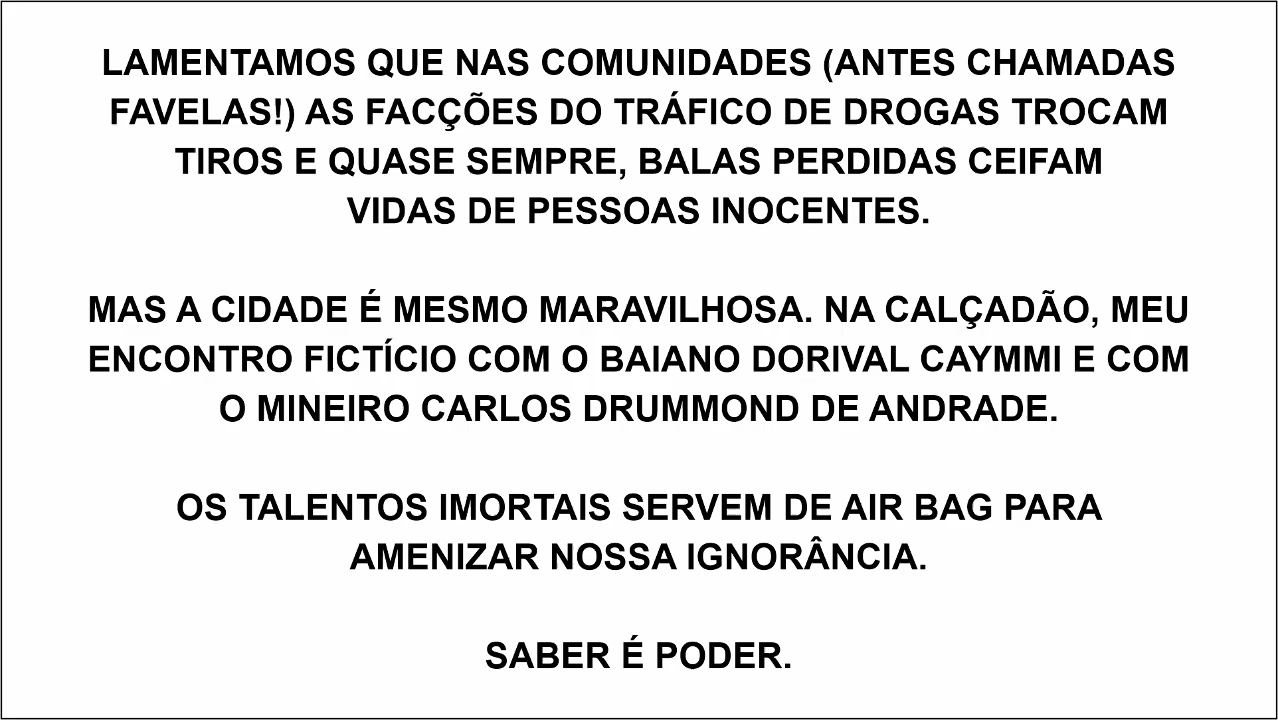 LAMENTAMOS QUE NAS COMUNIDADES (ANTES CHAMADAS
FAVELAS!) AS FACÇÕES DO TRÁFICO DE DROGAS TROCAM
TIROS E QUASE SEMPRE, BALAS PERDIDAS CEIFAM
VIDAS DE PESSOAS INOCENTES.
MAS A CIDADE É MESMO MARAVILHOSA. NA CALÇADÃO, MEU
ENCONTRO FICTÍCIO COM O BAIANO DORIVAL CAYMMI E COM
O MINEIRO CARLOS DRUMMOND DE ANDRADE.
OS TALENTOS IMORTAIS SERVEM DE AIR BAG PARA
AMENIZAR NOSSA IGNORÂNCIA.
SABER É PODER.